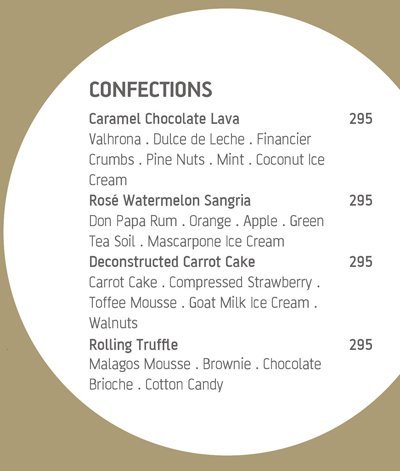 CONFECTIONS
Caramel Chocolate Lava 295
Valhrona . Dulce de Leche . Financier
Crumbs . Pine Nuts . Mint . Coconut Ice
Cream
Rosé Watermelon Sangria 295
Don Papa Rum . Orange . Apple . Green
Tea Soil . Mascarpone Ice Cream
Deconstructed Carrot Cake 295
Carrot Cake . Compressed Strawberry .
Toffee Mousse . Goat Milk Ice Cream .
Walnuts
Rolling Truffle 295
Malagos Mousse . Brownie . Chocolate
Brioche . Cotton Candy